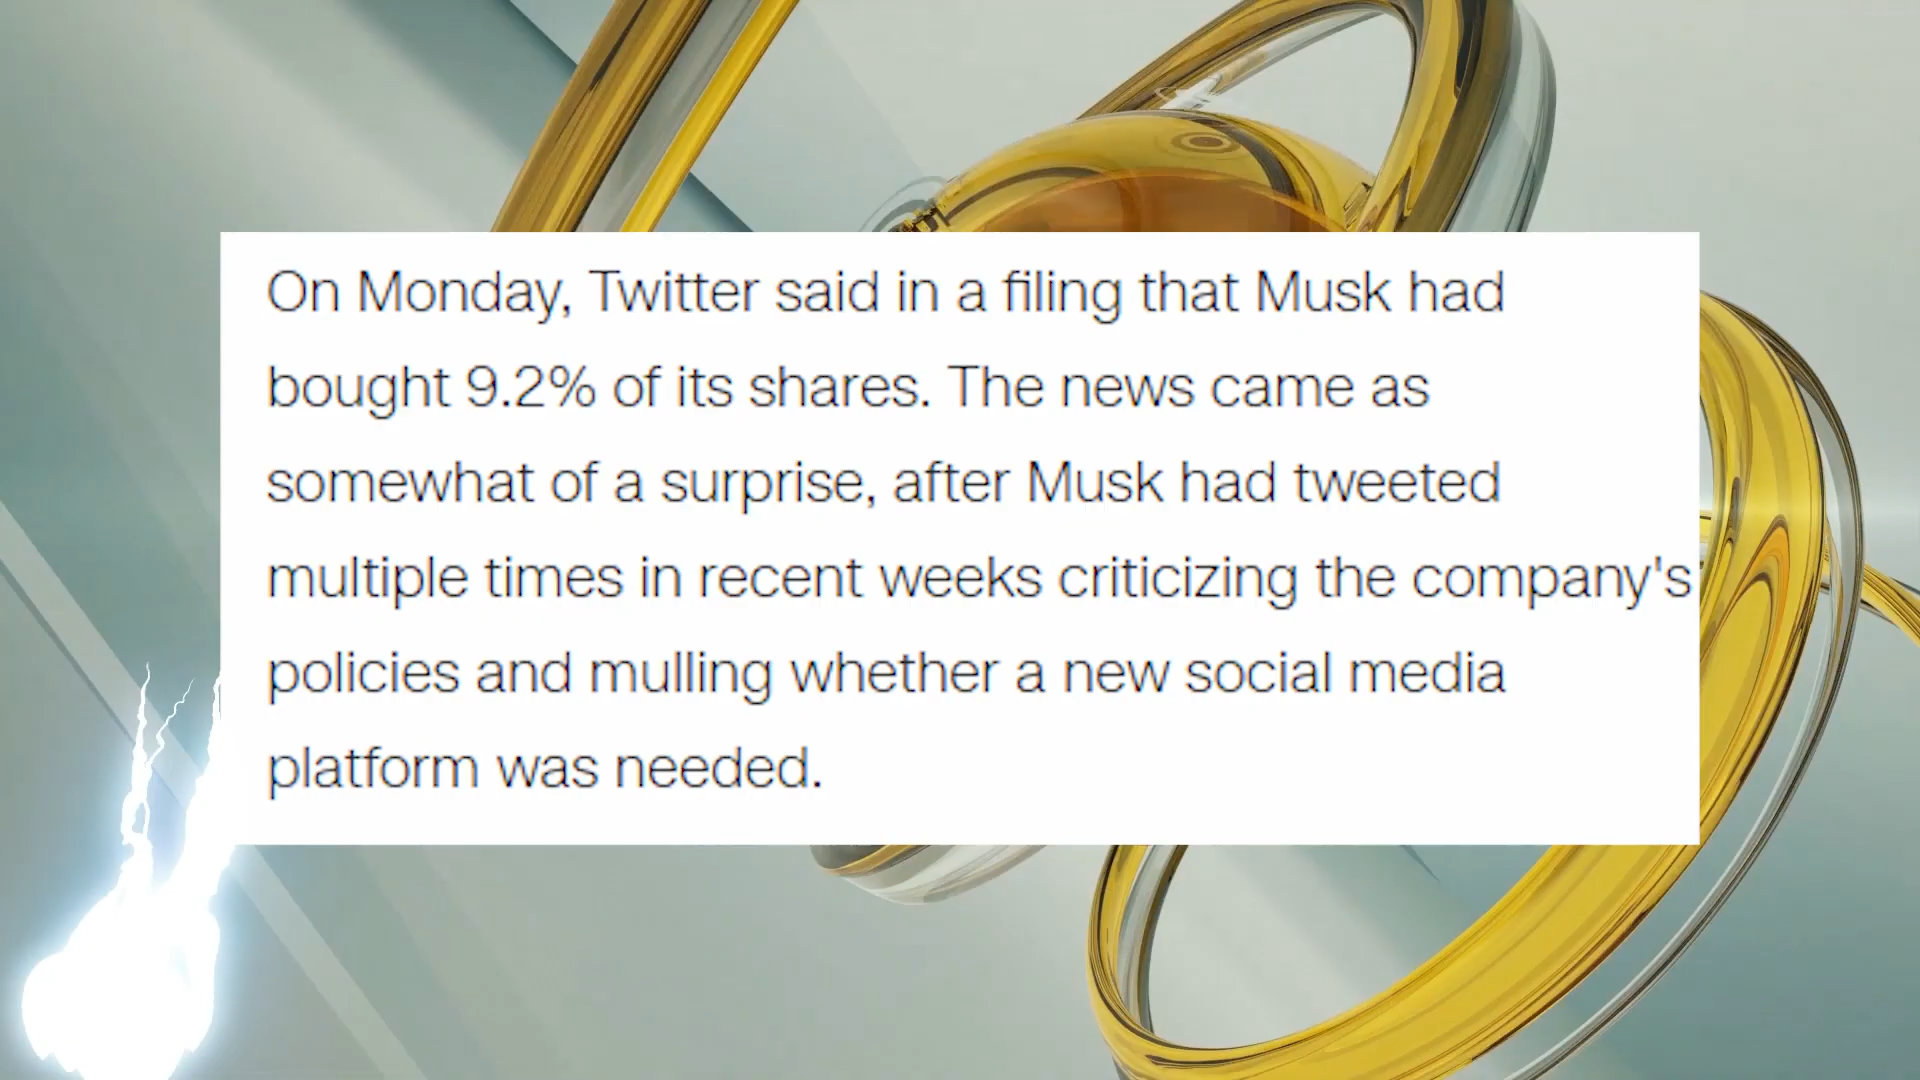 On Monday, Twitter said in a filing that Musk had
bought 9.2% of its shares. The news came as
somewhat of a surprise, after Musk had tweeted
multiple times in recent weeks criticizing the company's
policies and mulling whether a new social media
platform was needed.